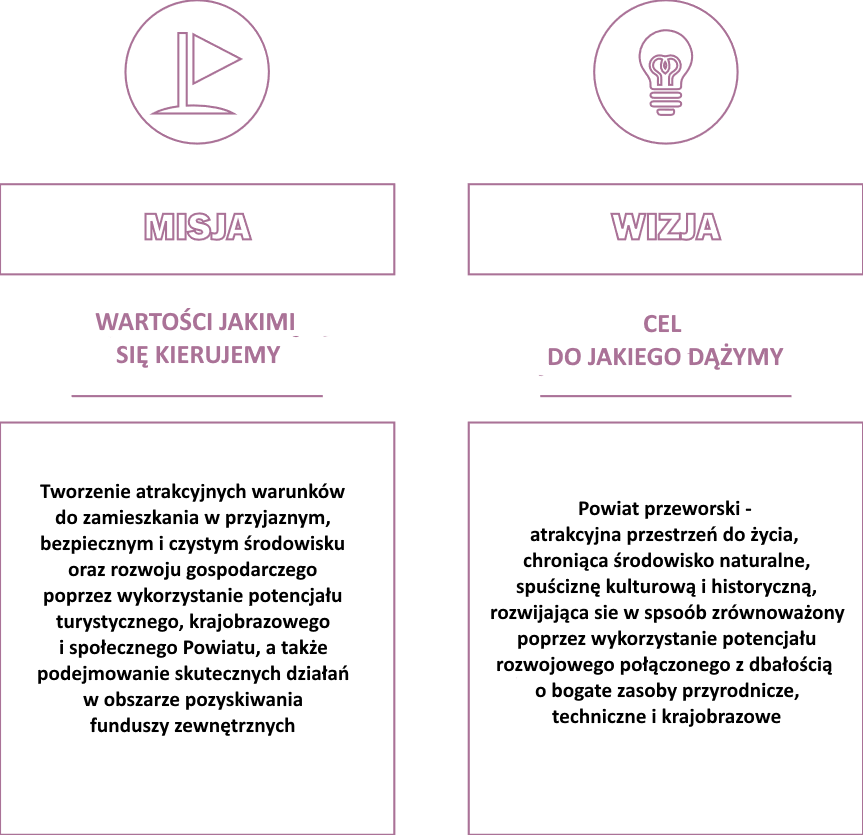 MISJA
WARTOŚCI JAKIMI
SIĘ KIERUJEMY
Tworzenie atrakcyjnych warunków
do zamieszkania w przyjaznym,
bezpiecznym i czystym środowisku
oraz rozwoju gospodarczego
poprzez wykorzystanie potencjału
turystycznego, krajobrazowego
i społecznego Powiatu, a także
podejmowanie skutecznych działań
w obszarze pozyskiwania
funduszy zewnętrznych
WIZJA
CEL
DO JAKIEGO DĄŻYMY
Powiat przeworski -
atrakcyjna przestrzeń do życia,
chroniąca środowisko naturalne,
spuściznę kulturową i historyczną,
rozwijająca sie w spsoób zrównoważony
poprzez wykorzystanie potencjału
rozwojowego połączonego z dbałością
o bogate zasoby przyrodnicze,
techniczne i krajobrazowe